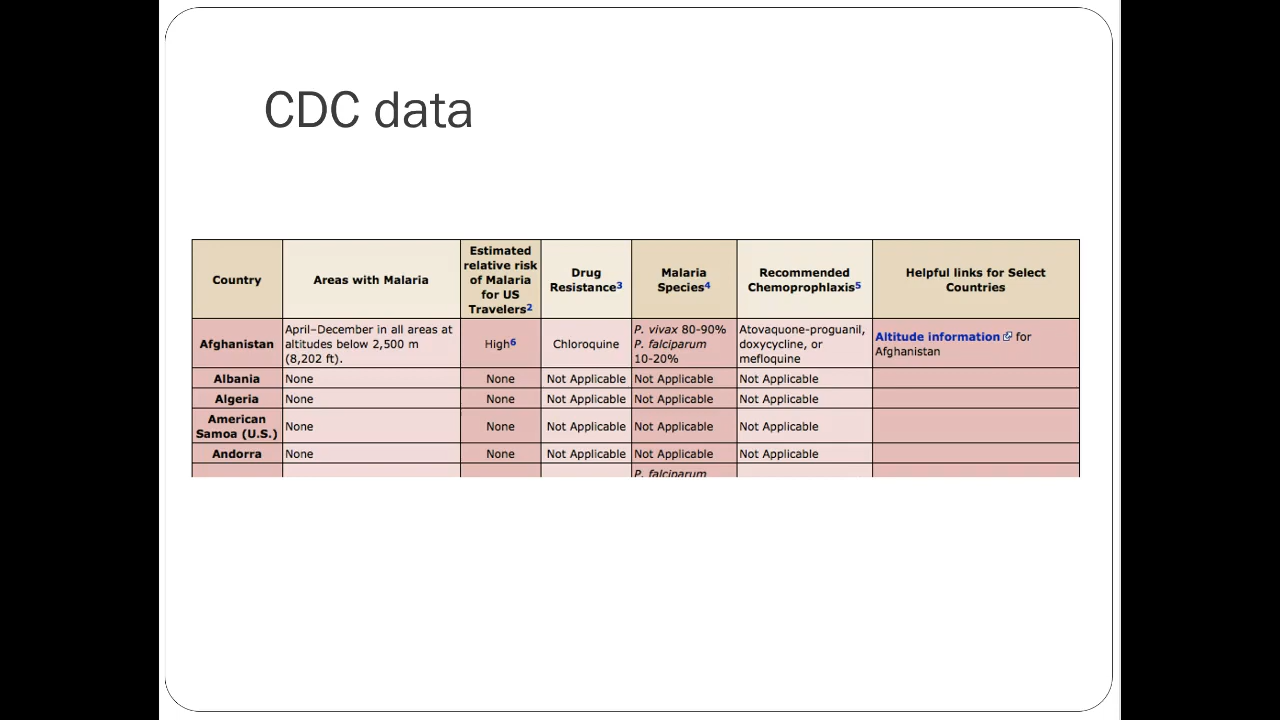 CDC data
Country
Areas with Malaria
Estimated
relative risk
of Malaria
for US
Travelers2
Drug
Resistance3
Malaria
Species4
Recommended
Chemoprophlaxis5
Helpful links for Select
Countries
Afghanistan
April–December in all areas at
altitudes below 2,500 m
(8,202 ft).
High6
Chloroquine
P. vivax 80-90%
P. falciparum
10-20%
Atovaquone-proguanil,
doxycycline, or
mefloquine
Altitude information for
Afghanistan
Albania
None
None
Not Applicable
Not Applicable
Not Applicable
Algeria
None
None
Not Applicable
Not Applicable
Not Applicable
American
Samoa (U.S.)
None
None
Not Applicable
Not Applicable
Not Applicable
Andorra
None
None
Not Applicable
Not Applicable
Not Applicable
P. falciparum